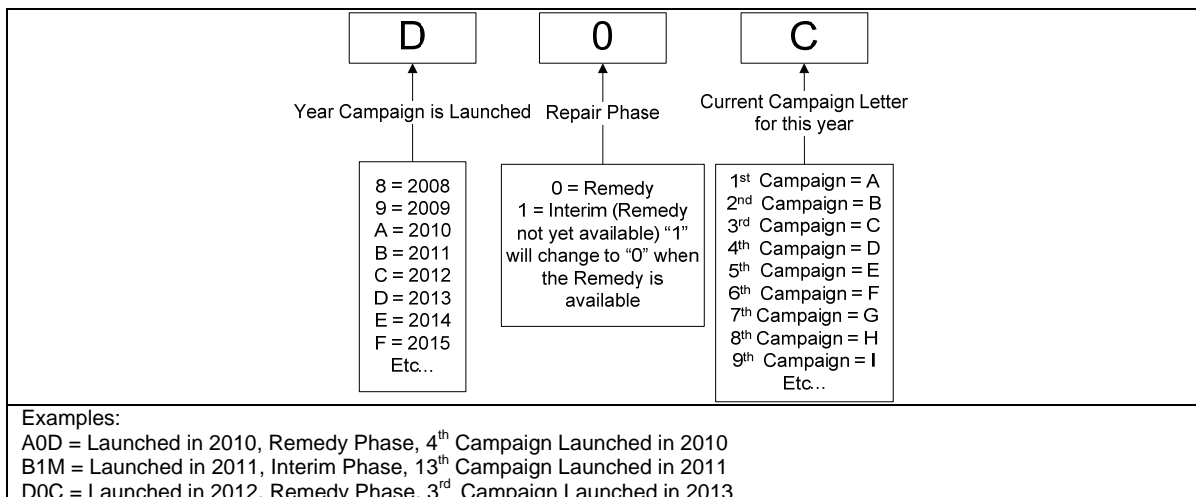 D 0 C
Year Campaign is Launched
Repair Phase
Current Campaign Letter
for this year
8 = 2008
9 = 2009
A = 2010
B = 2011
C = 2012
D = 2013
E = 2014
F = 2015
Etc...
0 = Remedy
1 = Interim (Remedy
not yet available) “1”
will change to “0” when
the Remedy is
available
1st Campaign = A
2nd Campaign = B
3rd Campaign = C
4th Campaign = D
5th Campaign = E
6th Campaign = F
7th Campaign = G
8th Campaign = H
9th Campaign = I
Etc...
Examples:
A0D = Launched in 2010, Remedy Phase, 4th Campaign Launched in 2010
B1M = Launched in 2011, Interim Phase, 13th Campaign Launched in 2011
D0C = Launched in 2012, Remedy Phase, 3rd Campaign Launched in 2013